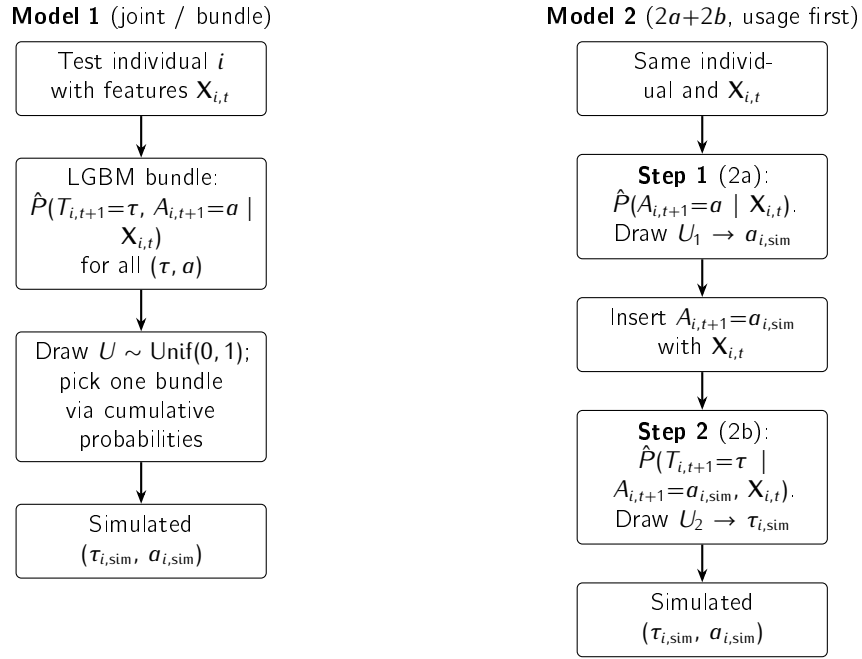 Model 1 (joint / bundle)
Test individual i
with features X_{i,t}
LGBM bundle:
P̂(T_{i,t+1}=τ, A_{i,t+1}=a |
X_{i,t})
for all (τ, a)
Draw U ∼ Unif(0, 1);
pick one bundle
via cumulative
probabilities
Simulated
(τ_{i,sim}, a_{i,sim})
Model 2 (2a+2b, usage first)
Same individ-
ual and X_{i,t}
Step 1 (2a):
P̂(A_{i,t+1}=a | X_{i,t}).
Draw U₁ → a_{i,sim}
Insert A_{i,t+1}=a_{i,sim}
with X_{i,t}
Step 2 (2b):
P̂(T_{i,t+1}=τ |
A_{i,t+1}=a_{i,sim}, X_{i,t}).
Draw U₂ → τ_{i,sim}
Simulated
(τ_{i,sim}, a_{i,sim})